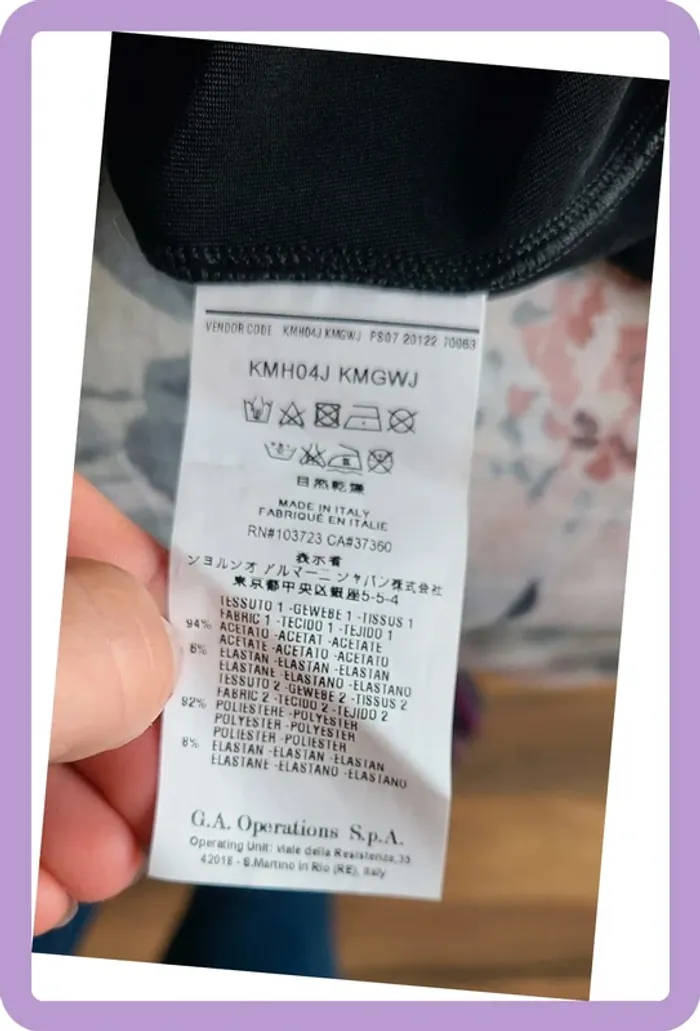 VENDOR CODE KMH04J KMGWJ PS07 20122 70063
KMH04J KMGWJ
自然乾燥
MADE IN ITALY
FABRIQUÉ EN ITALIE
RN#103723 CA#37360
表示者
ジョルジオ アルマーニ ジャパン株式会社
東京都中央区銀座5-5-4
TESSUTO 1 -GEWEBE 1 -TISSUS 1
FABRIC 1 -TECIDO 1 -TEJIDO 1
94% ACETATO -ACETAT -ACETATE
ACETATE -ACETATO -ACETATO
6% ELASTAN -ELASTAN -ELASTAN
ELASTANE -ELASTANO -ELASTANO
TESSUTO 2 -GEWEBE 2 -TISSUS 2
FABRIC 2 -TECIDO 2 -TEJIDO 2
92% POLIESTERE -POLYESTER
POLYESTER -POLYESTER
POLIESTER -POLIESTER
8% ELASTAN -ELASTAN -ELASTAN
ELASTANE -ELASTANO -ELASTANO
G.A. Operations S.p.A.
Operating Unit: viale della Resistenza,35
42018 - S.Martino in Rio (RE), Italy